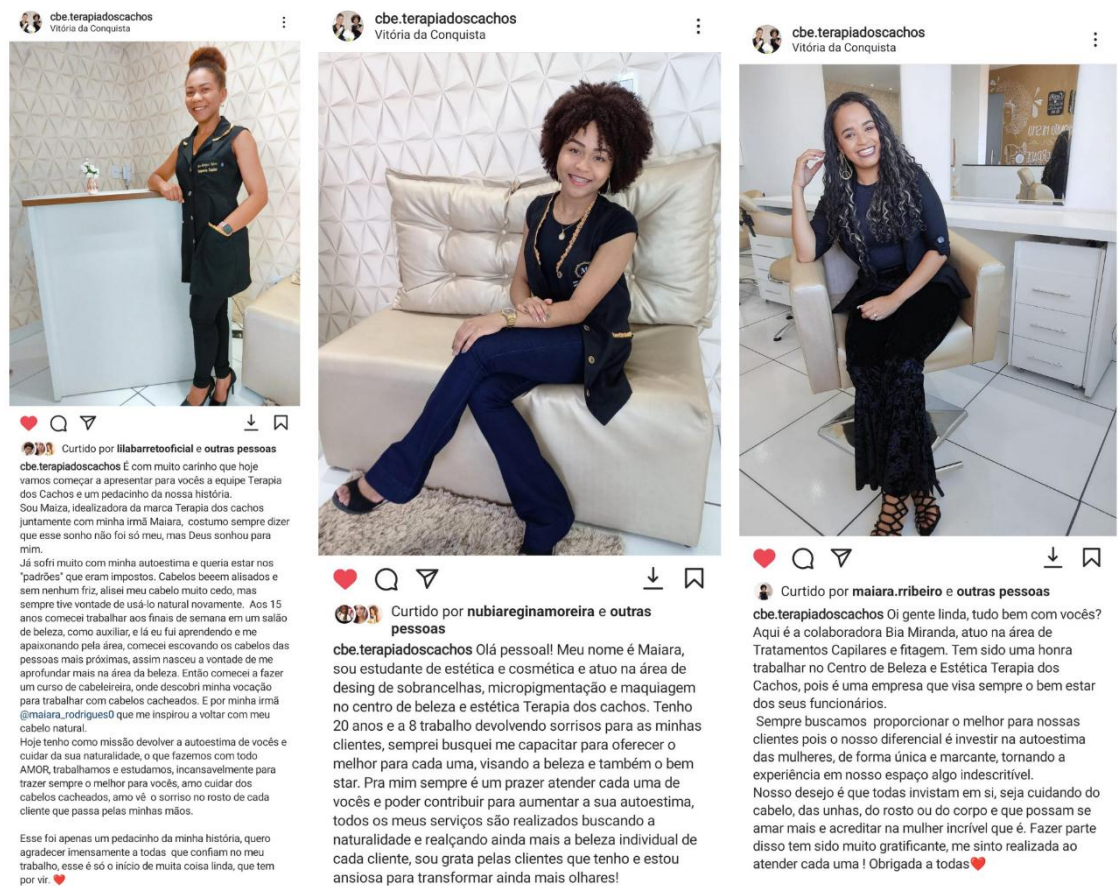 cbe.terapiadoscachos
Vitória da Conquista
Curtido por lilabarretooficial e outras pessoas
cbe.terapiadoscachos É com muito carinho que hoje
vamos começar a apresentar para vocês a equipe Terapia
dos Cachos e um pedacinho da nossa história.
Sou Maiza, idealizadora da marca Terapia dos cachos
juntamente com minha irmã Maiara, costumo sempre dizer
que esse sonho não foi só meu, mas Deus sonhou para
mim.
Já sofri muito com minha autoestima e queria estar nos
"padrões" que eram impostos. Cabelos beeem alisados e
sem nenhum friz, alisei meu cabelo muito cedo, mas
sempre tive vontade de usá-lo natural novamente. Aos 15
anos comecei trabalhar aos finais de semana em um salão
de beleza, como auxiliar, e lá eu fui aprendendo e me
apaixonando pela área, comecei escovando os cabelos das
pessoas mais próximas, assim nasceu a vontade de me
aprofundar mais na área da beleza. Então comecei a fazer
um curso de cabeleireira, onde descobri minha vocação
para trabalhar com cabelos cacheados. E por minha irmã
@maiara_rodrigues0 que me inspirou a voltar com meu
cabelo natural.
Hoje tenho como missão devolver a autoestima de vocês e
cuidar da sua naturalidade, o que fazemos com todo
AMOR, trabalhamos e estudamos, incansavelmente para
trazer sempre o melhor para vocês, amo cuidar dos
cabelos cacheados, amo vê o sorriso no rosto de cada
cliente que passa pelas minhas mãos.
Esse foi apenas um pedacinho da minha história, quero
agradecer imensamente a todas que confiam no meu
trabalho, esse é só o início de muita coisa linda, que tem
por vir. ❤️
cbe.terapiadoscachos
Vitória da Conquista
Curtido por nubiareginamoreira e outras
pessoas
cbe.terapiadoscachos Olá pessoal! Meu nome é Maiara,
sou estudante de estética e cosmética e atuo na área de
desing de sobrancelhas, micropigmentação e maquiagem
no centro de beleza e estética Terapia dos cachos. Tenho
20 anos e a 8 trabalho devolvendo sorrisos para as minhas
clientes, semprei busquei me capacitar para oferecer o
melhor para cada uma, visando a beleza e também o bem
star. Pra mim sempre é um prazer atender cada uma de
vocês e poder contribuir para aumentar a sua autoestima,
todos os meus serviços são realizados buscando a
naturalidade e realçando ainda mais a beleza individual de
cada cliente, sou grata pelas clientes que tenho e estou
ansiosa para transformar ainda mais olhares!
cbe.terapiadoscachos
Vitória da Conquista
Curtido por maiara.rribeiro e outras pessoas
cbe.terapiadoscachos Oi gente linda, tudo bem com vocês?
Aqui é a colaboradora Bia Miranda, atuo na área de
Tratamentos Capilares e fitagem. Tem sido uma honra
trabalhar no Centro de Beleza e Estética Terapia dos
Cachos, pois é uma empresa que visa sempre o bem estar
dos seus funcionários.
Sempre buscamos proporcionar o melhor para nossas
clientes pois o nosso diferencial é investir na autoestima
das mulheres, de forma única e marcante, tornando a
experiência em nosso espaço algo indescritível.
Nosso desejo é que todas invistam em si, seja cuidando do
cabelo, das unhas, do rosto ou do corpo e que possam se
amar mais e acreditar na mulher incrível que é. Fazer parte
disso tem sido muito gratificante, me sinto realizada ao
atender cada uma ! Obrigada a todas❤️